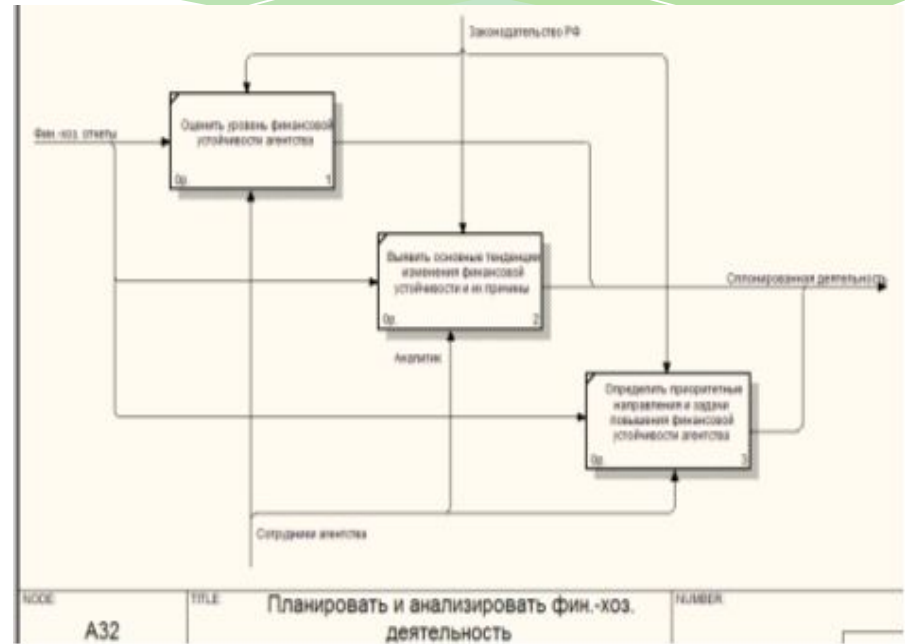 Законодательство РФ
Фин.-хоз. отчеты
Оценить уровень финансовой
устойчивости агентства
0р. 1
Выявить основные тенденции
изменения финансовой
устойчивости и их причины
0р. 2
Сплонированная деятельность
Аналитик
Определить приоритетные
направления и задачи
повышения финансовой
устойчивости агентства
0р. 3
Сотрудники агентства
NODE: TITLE: NUMBER:
A32
Планировать и анализировать фин.-хоз.
деятельность